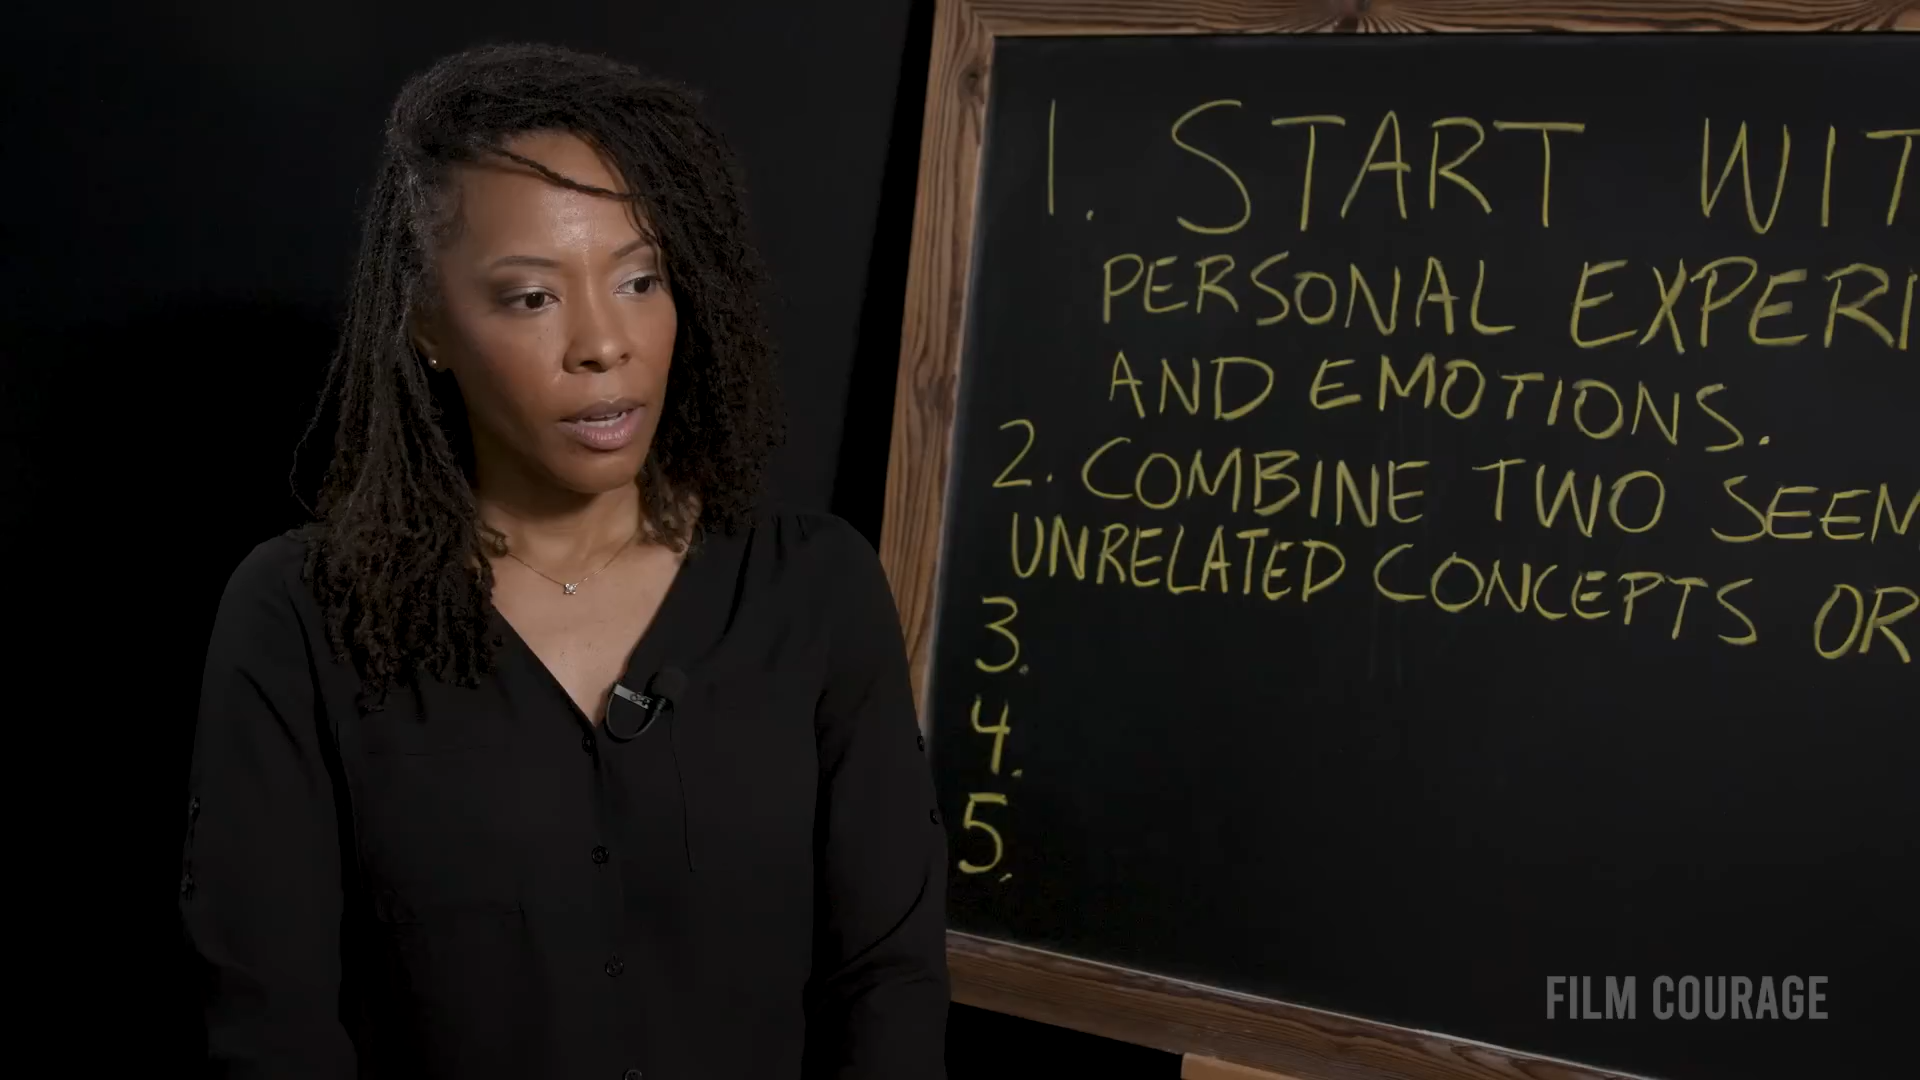 1. START WIT
PERSONAL EXPERI
AND EMOTIONS.
2. COMBINE TWO SEEM
UNRELATED CONCEPTS OR
3.
4.
5.
FILM COURAGE